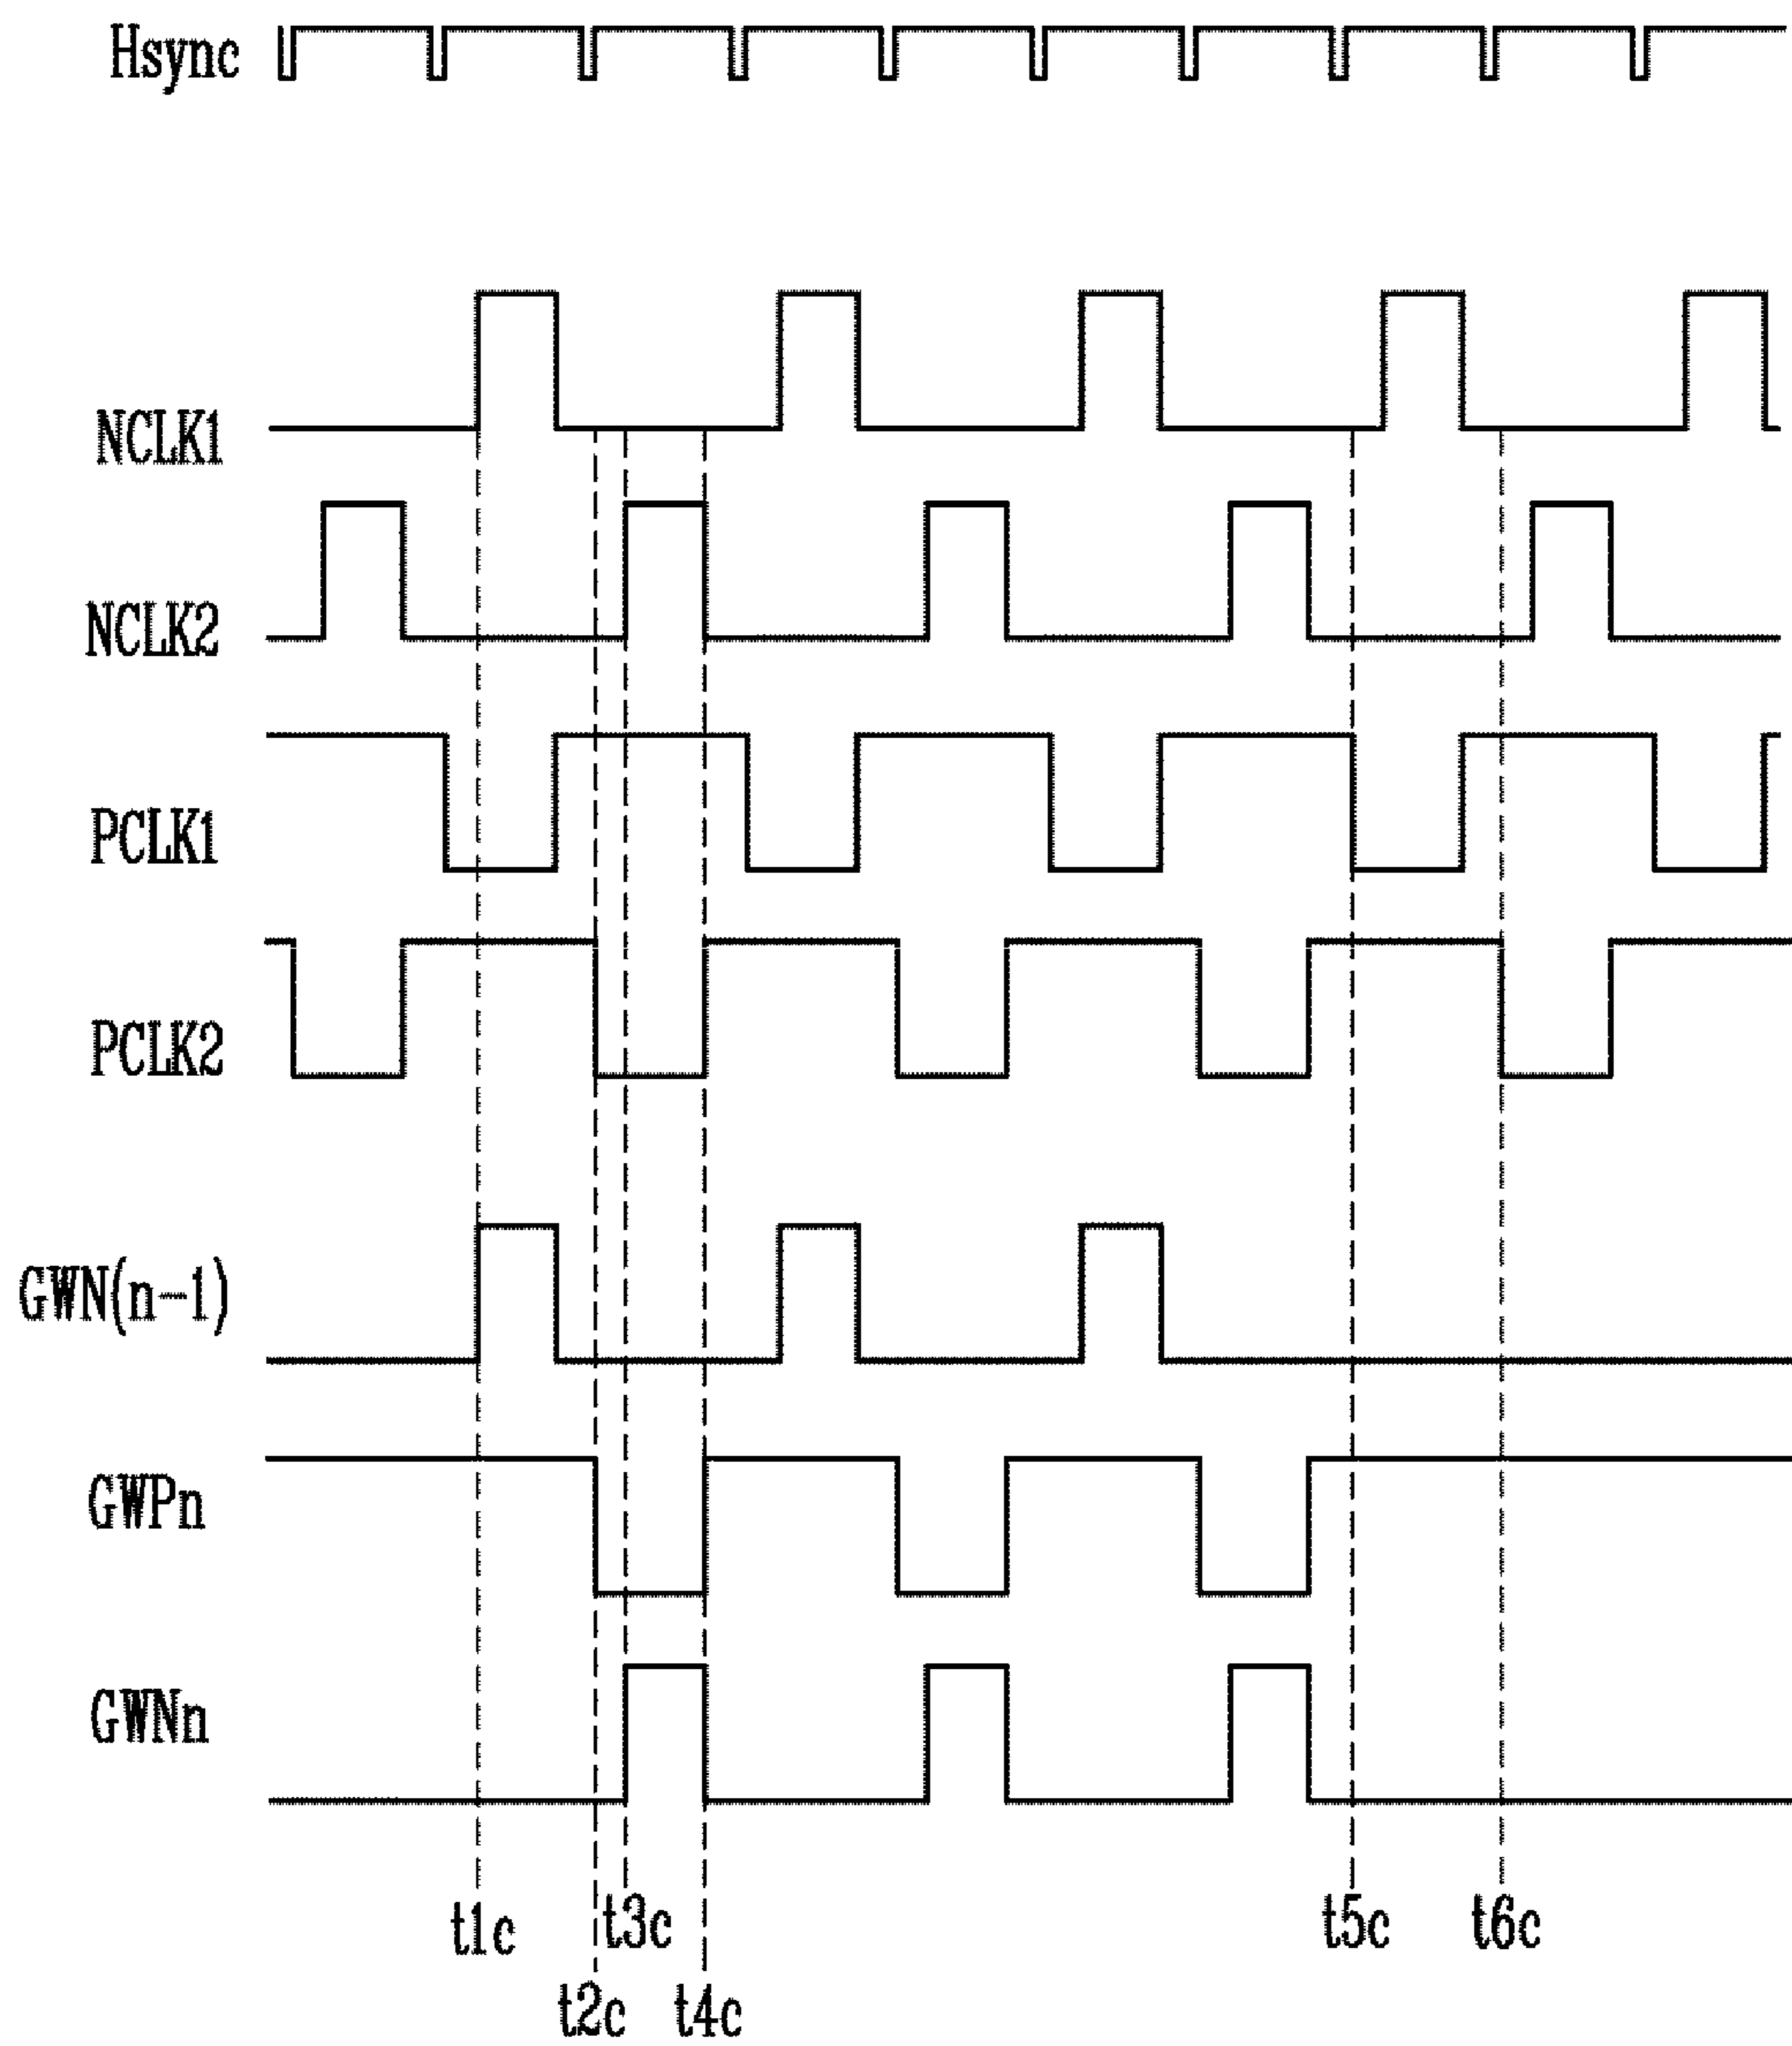 Hsync
NCLK1
NCLK2
PCLK1
PCLK2
GWN(n-1)
GWPn
GWNn
t1c
t3c
t5c
t6c
t2c
t4c